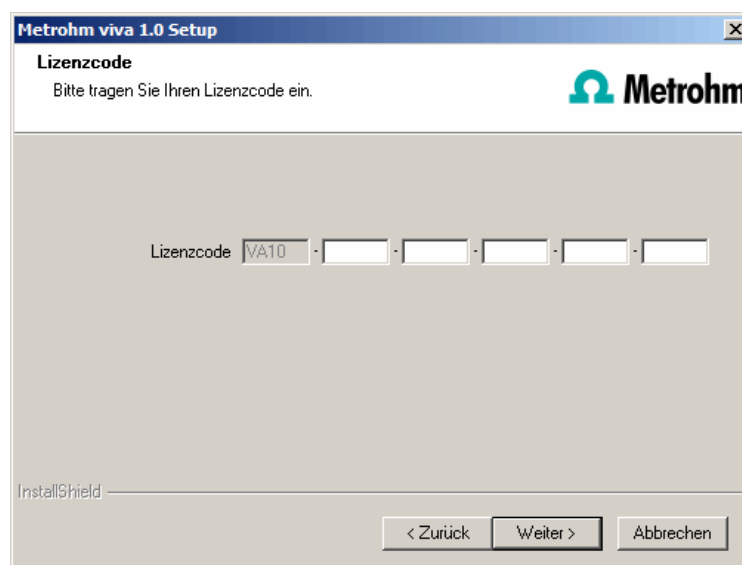 Metrohm viva 1.0 Setup
Lizenzcode
Bitte tragen Sie Ihren Lizenzcode ein.
Metrohm
Lizenzcode VA10 - - - - -
InstallShield
< Zurück Weiter > Abbrechen